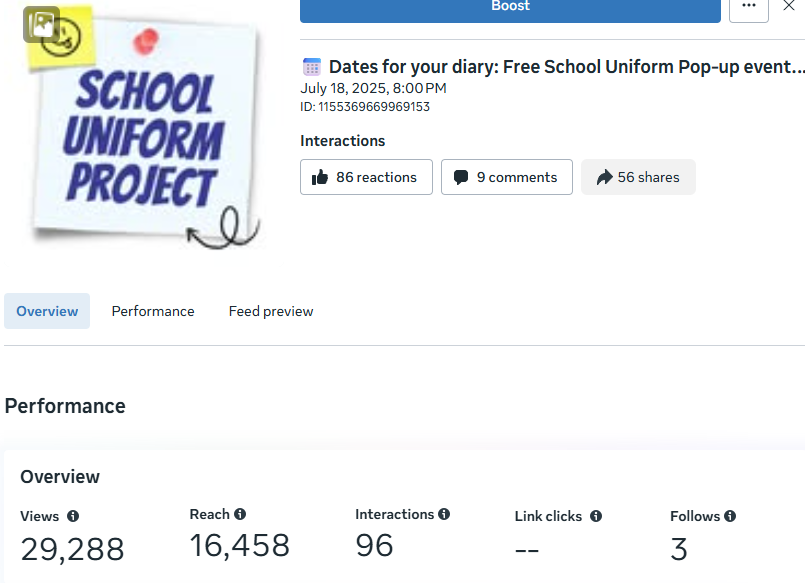 Boost
SCHOOL
UNIFORM
PROJECT
Dates for your diary: Free School Uniform Pop-up event...
July 18, 2025, 8:00 PM
ID: 1155369669969153
Interactions
86 reactions
9 comments
56 shares
Overview
Performance
Feed preview
Performance
Overview
Views
Reach
Interactions
Link clicks
Follows
29,288
16,458
96
--
3